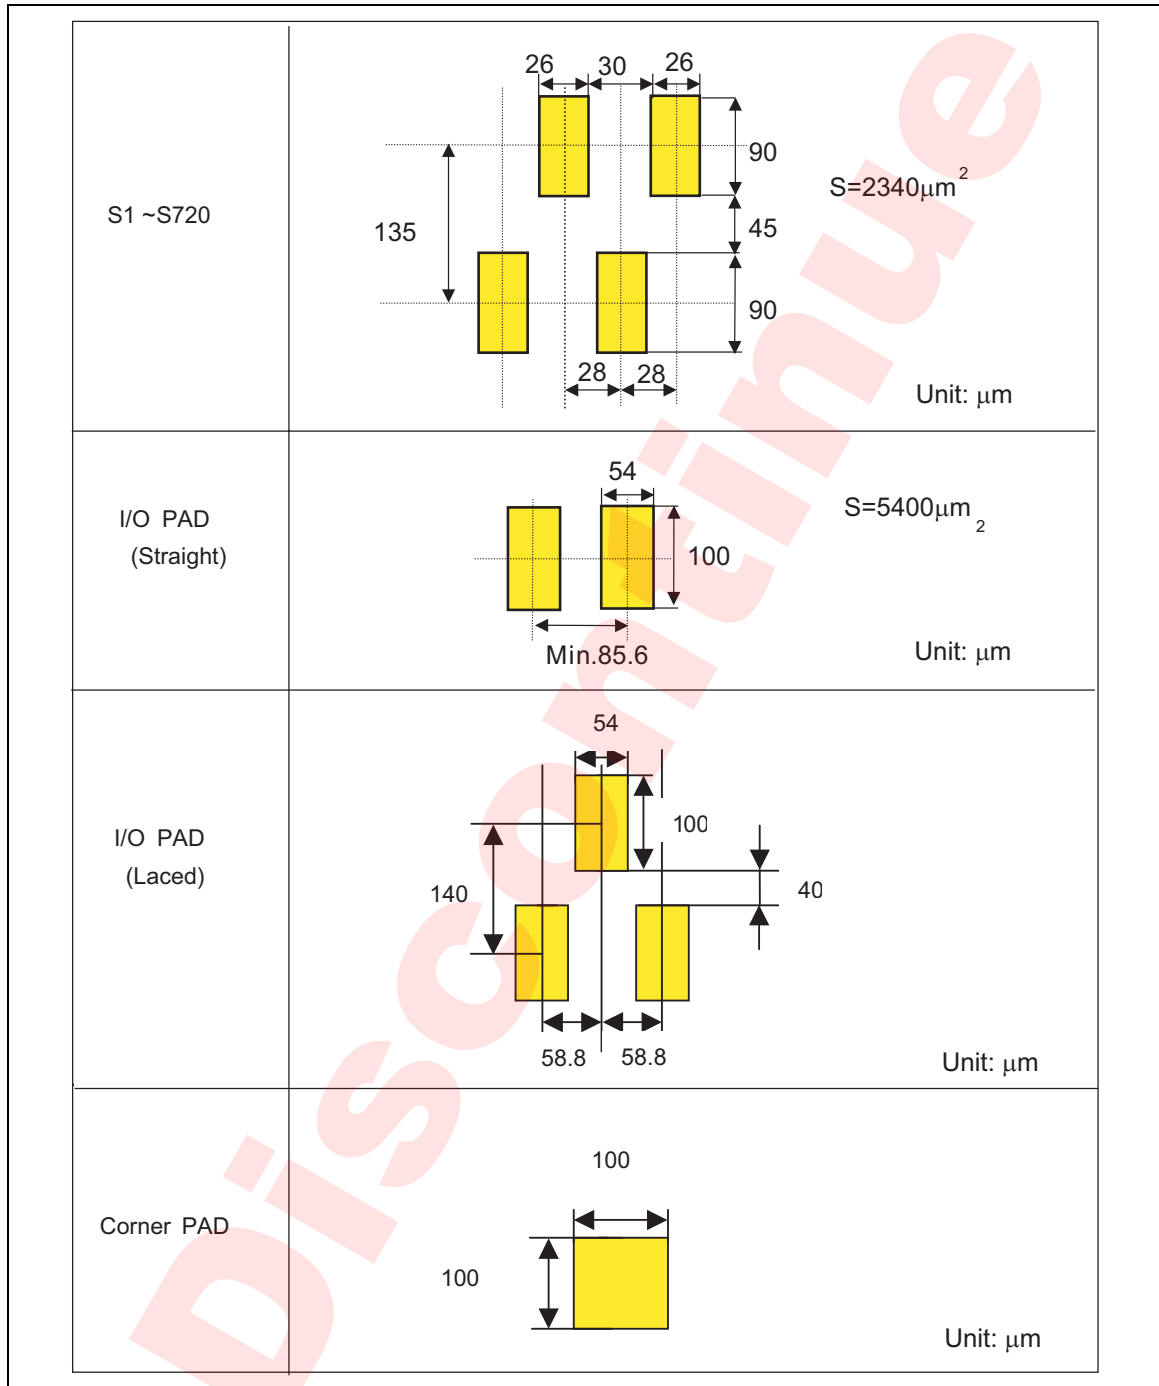 26 30 26
90
S=2340μm²
S1 ~S720
45
135
90
28 28
Unit: μm
54
I/O PAD
(Straight)
S=5400μm₂
100
Min.85.6
Unit: μm
54
100
I/O PAD
(Laced)
140
40
58.8 58.8
Unit: μm
100
Corner PAD
100
Unit: μm
Discontinue